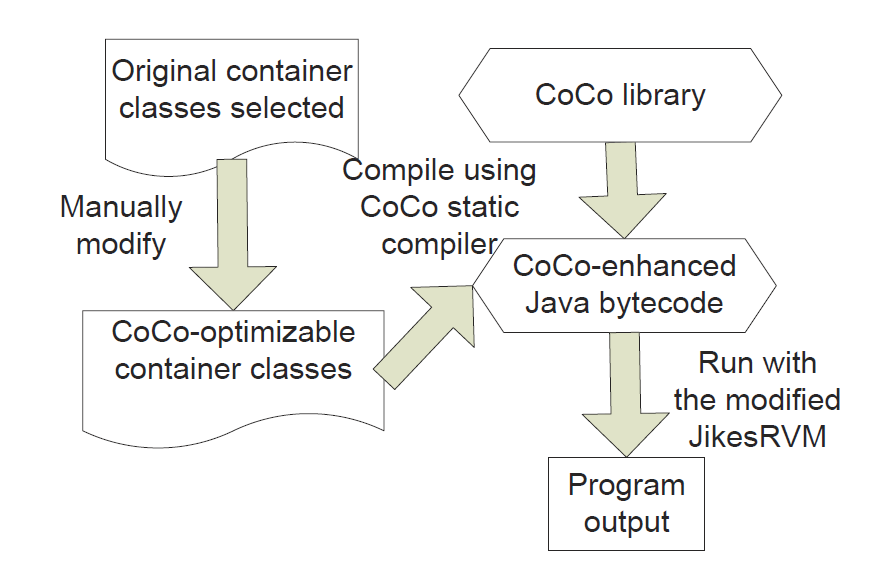 Original container
classes selected
CoCo library
Manually
modify
Compile using
CoCo static
compiler
CoCo-enhanced
Java bytecode
CoCo-optimizable
container classes
Run with
the modified
JikesRVM
Program
output